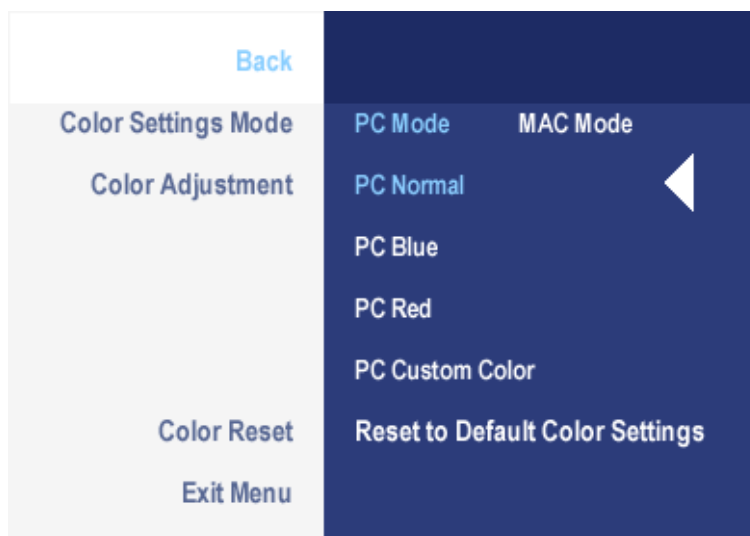 Back
Color Settings Mode PC Mode MAC Mode
Color Adjustment PC Normal
PC Blue
PC Red
PC Custom Color
Color Reset Reset to Default Color Settings
Exit Menu